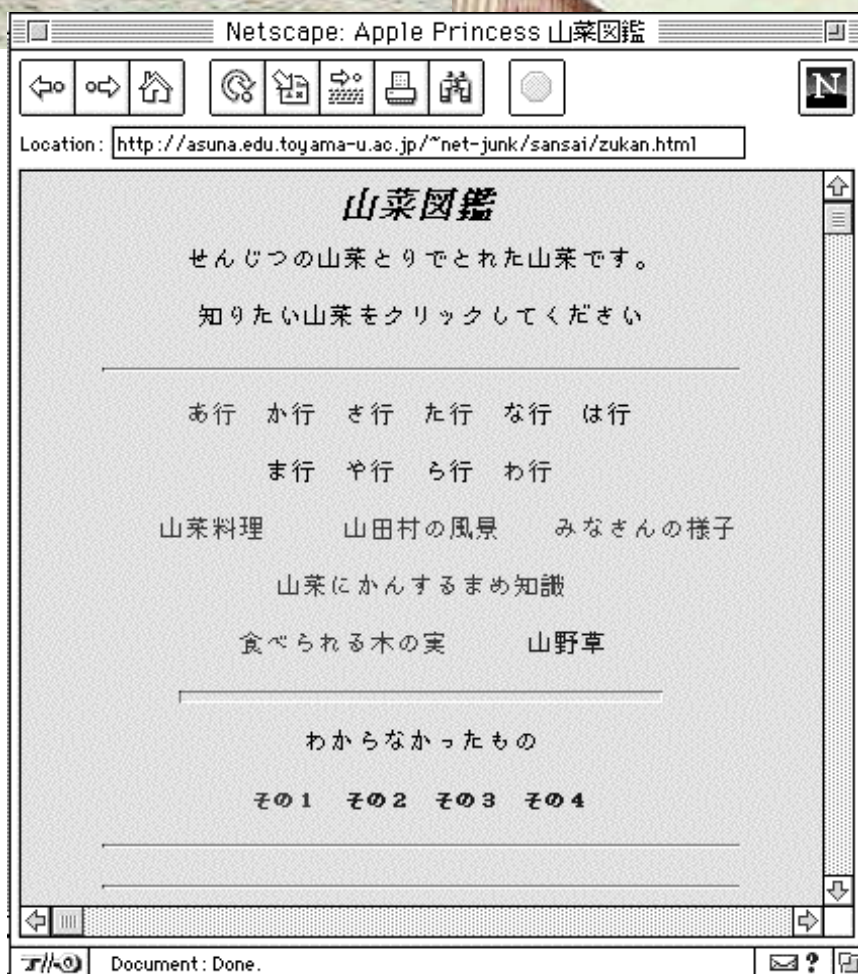 Netscape: Apple Princess 山菜図鑑
N
Location: http://asuna.edu.toyama-u.ac.jp/~net-junk/sansai/zukan.html
山菜図鑑
せんじつの山菜とりでとれた山菜です。
知りたい山菜をクリックしてください
あ行 か行 さ行 た行 な行 は行
ま行 や行 ら行 わ行
山菜料理 山田村の風景 みなさんの様子
山菜にかんするまめ知識
食べられる木の実 山野草
わからなかったもの
その1 その2 その3 その4
Document: Done.
?